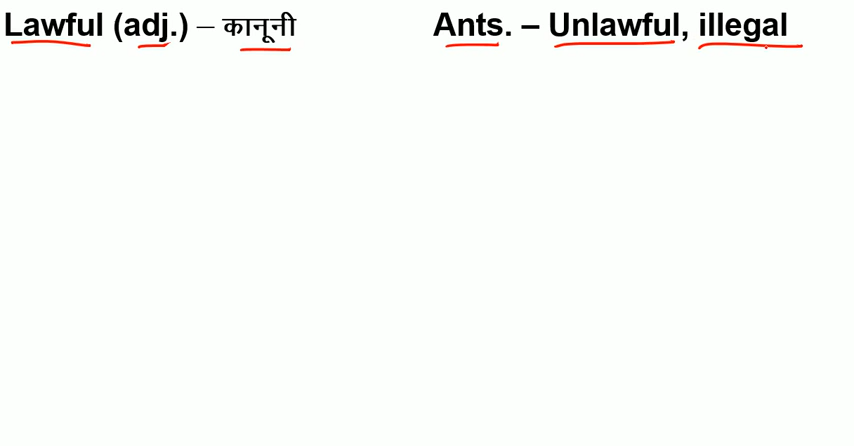 Lawful (adj.) – कानूनी Ants. – Unlawful, illegal